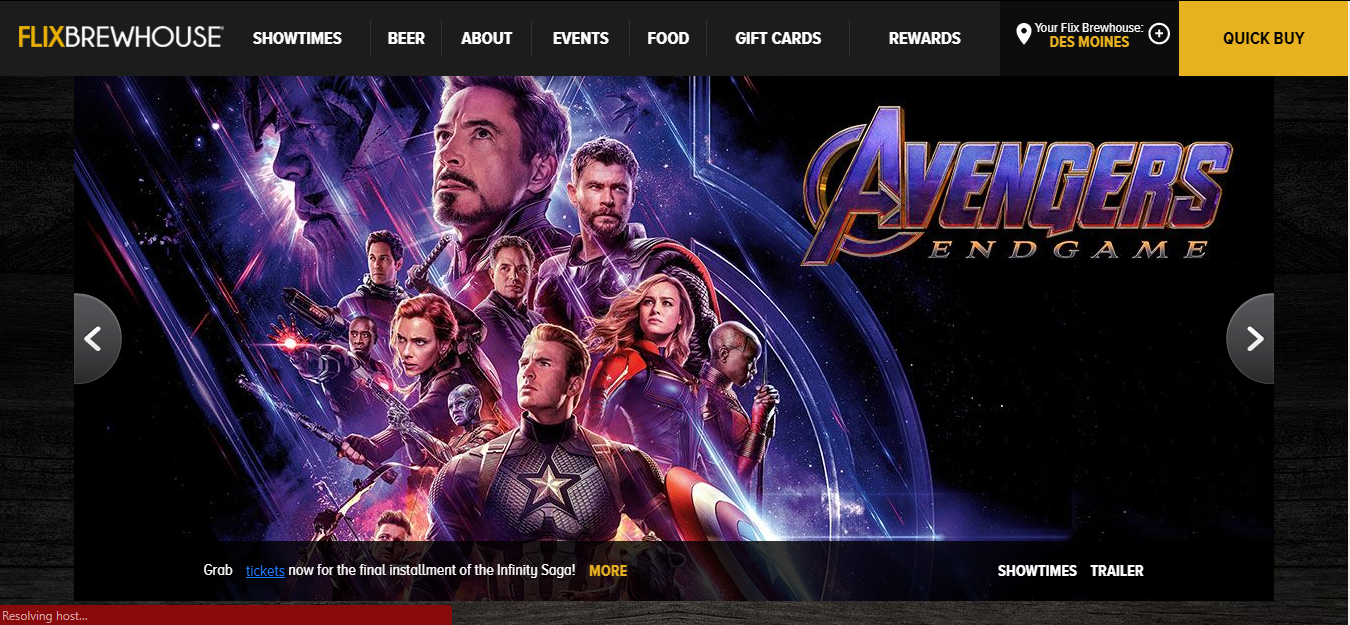 FLIXBREWHOUSE
SHOWTIMES
BEER
ABOUT
EVENTS
FOOD
GIFT CARDS
REWARDS
Your Flix Brewhouse:
DES MOINES
QUICK BUY
AVENGERS
ENDGAME
Grab tickets now for the final installment of the Infinity Saga! MORE
SHOWTIMES TRAILER
Resolving host...